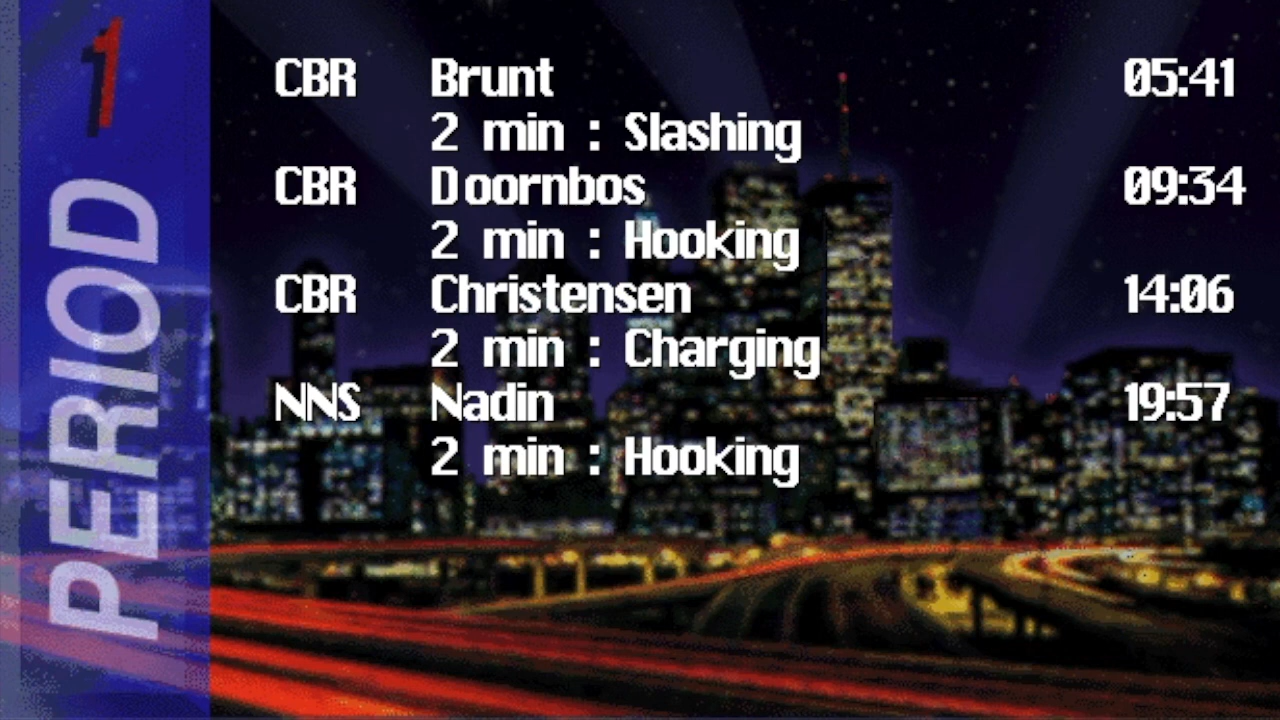 PERIOD 1
CBR Brunt 05:41
2 min : Slashing
CBR Doornbos 09:34
2 min : Hooking
CBR Christensen 14:06
2 min : Charging
NNS Nadin 19:57
2 min : Hooking